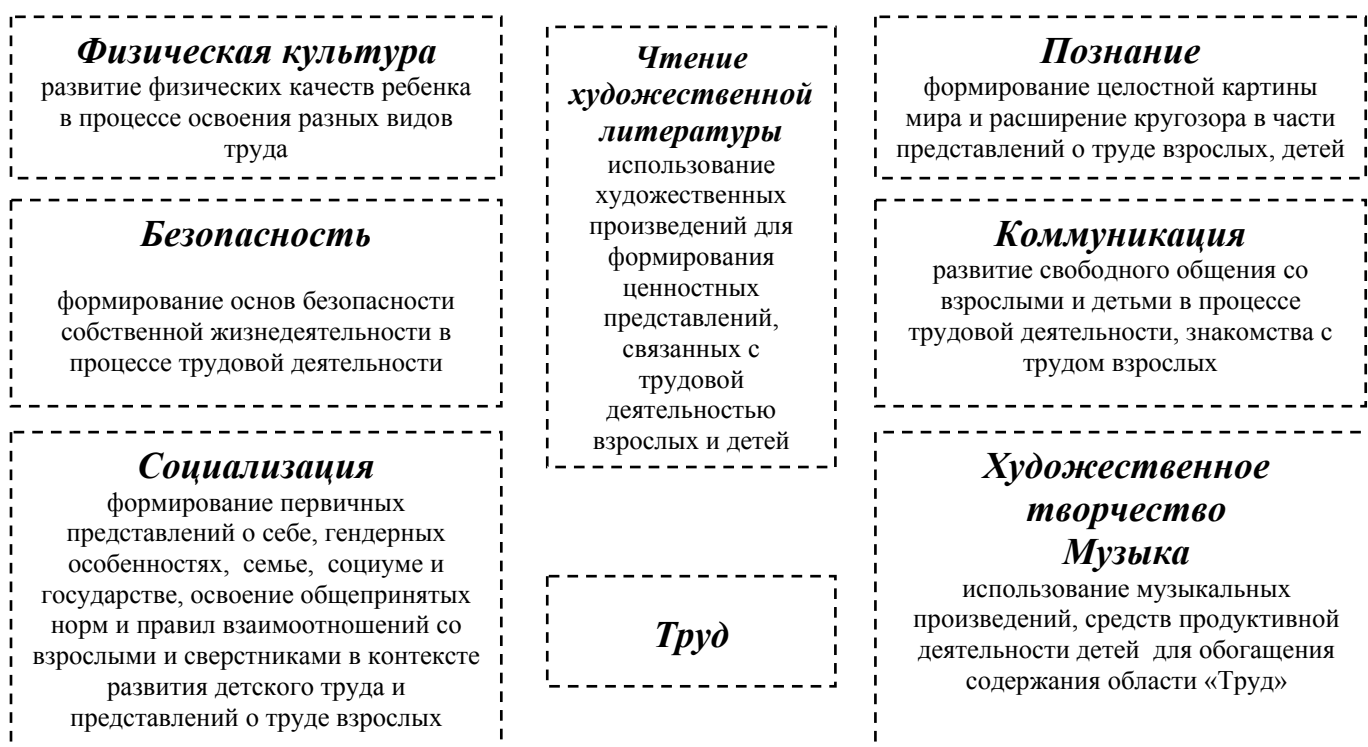 Физическая культура
развитие физических качеств ребенка
в процессе освоения разных видов
труда
Безопасность
формирование основ безопасности
собственной жизнедеятельности в
процессе трудовой деятельности
Социализация
формирование первичных
представлений о себе, гендерных
особенностях, семье, социуме и
государстве, освоение общепринятых
норм и правил взаимоотношений со
взрослыми и сверстниками в контексте
развития детского труда и
представлений о труде взрослых
Чтение
художественной
литературы
использование
художественных
произведений для
формирования
ценностных
представлений,
связанных с
трудовой
деятельностью
взрослых и детей
Труд
Познание
формирование целостной картины
мира и расширение кругозора в части
представлений о труде взрослых, детей
Коммуникация
развитие свободного общения со
взрослыми и детьми в процессе
трудовой деятельности, знакомства с
трудом взрослых
Художественное
творчество
Музыка
использование музыкальных
произведений, средств продуктивной
деятельности детей для обогащения
содержания области «Труд»